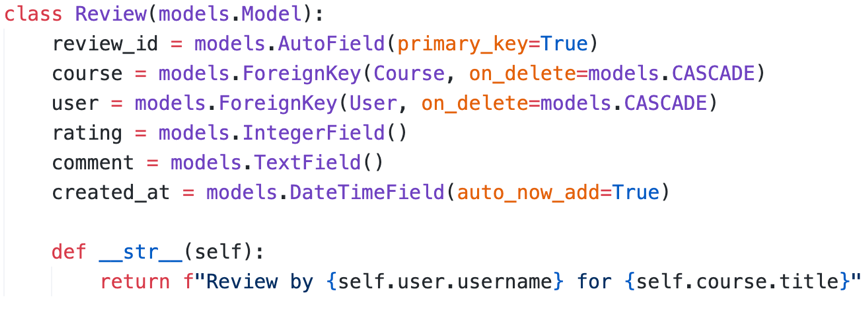 class Review(models.Model):
    review_id = models.AutoField(primary_key=True)
    course = models.ForeignKey(Course, on_delete=models.CASCADE)
    user = models.ForeignKey(User, on_delete=models.CASCADE)
    rating = models.IntegerField()
    comment = models.TextField()
    created_at = models.DateTimeField(auto_now_add=True)
    def __str__(self):
        return f"Review by {self.user.username} for {self.course.title}"